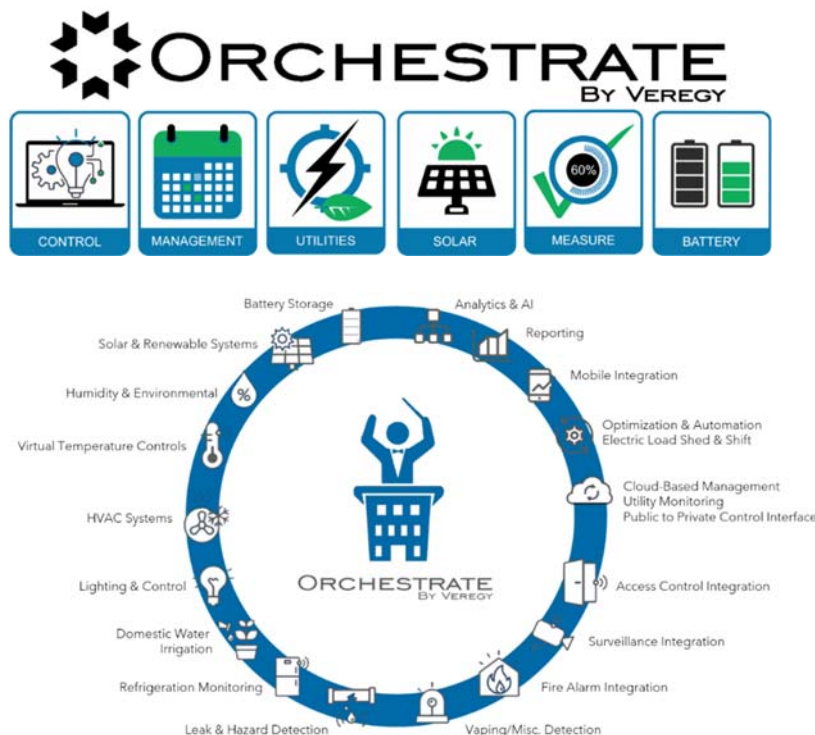 ORCHESTRATE
BY VEREGY
CONTROL
MANAGEMENT
UTILITIES
SOLAR
60%
MEASURE
BATTERY
Battery Storage
Analytics & AI
Solar & Renewable Systems
Reporting
Humidity & Environmental
%
Mobile Integration
Virtual Temperature Controls
Optimization & Automation
Electric Load Shed & Shift
HVAC Systems
Cloud-Based Management
Utility Monitoring
Public to Private Control Interface
ORCHESTRATE
BY VEREGY
Lighting & Control
Access Control Integration
Domestic Water
Irrigation
Surveillance Integration
Refrigeration Monitoring
Fire Alarm Integration
Leak & Hazard Detection
Vaping/Misc. Detection